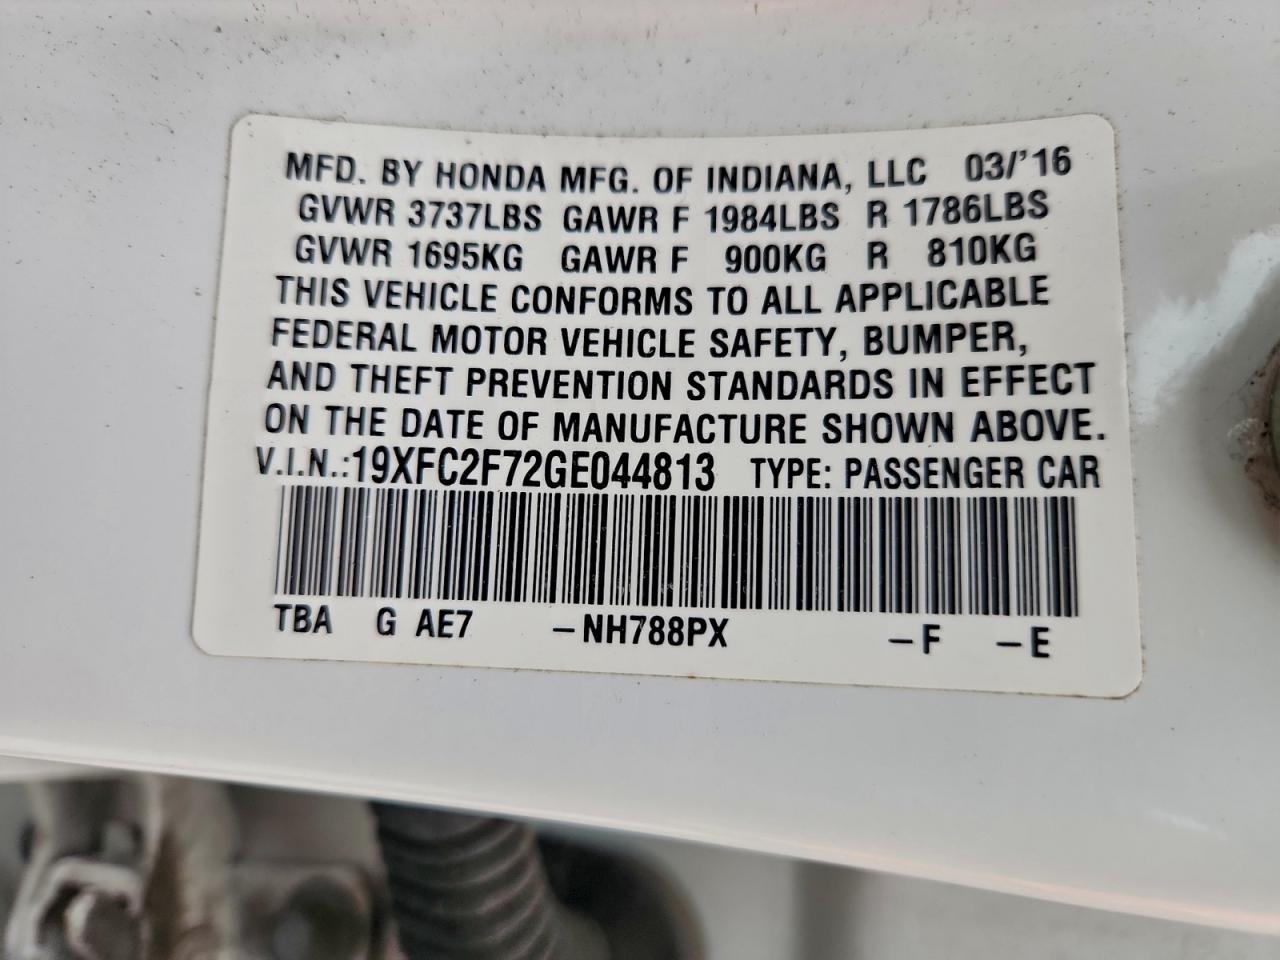 MFD. BY HONDA MFG. OF INDIANA, LLC 03/'16
GVWR 3737LBS GAWR F 1984LBS R 1786LBS
GVWR 1695KG GAWR F 900KG R 810KG
THIS VEHICLE CONFORMS TO ALL APPLICABLE
FEDERAL MOTOR VEHICLE SAFETY, BUMPER,
AND THEFT PREVENTION STANDARDS IN EFFECT
ON THE DATE OF MANUFACTURE SHOWN ABOVE.
V.I.N.:19XFC2F72GE044813 TYPE: PASSENGER CAR
TBA G AE7 –NH788PX –F –E